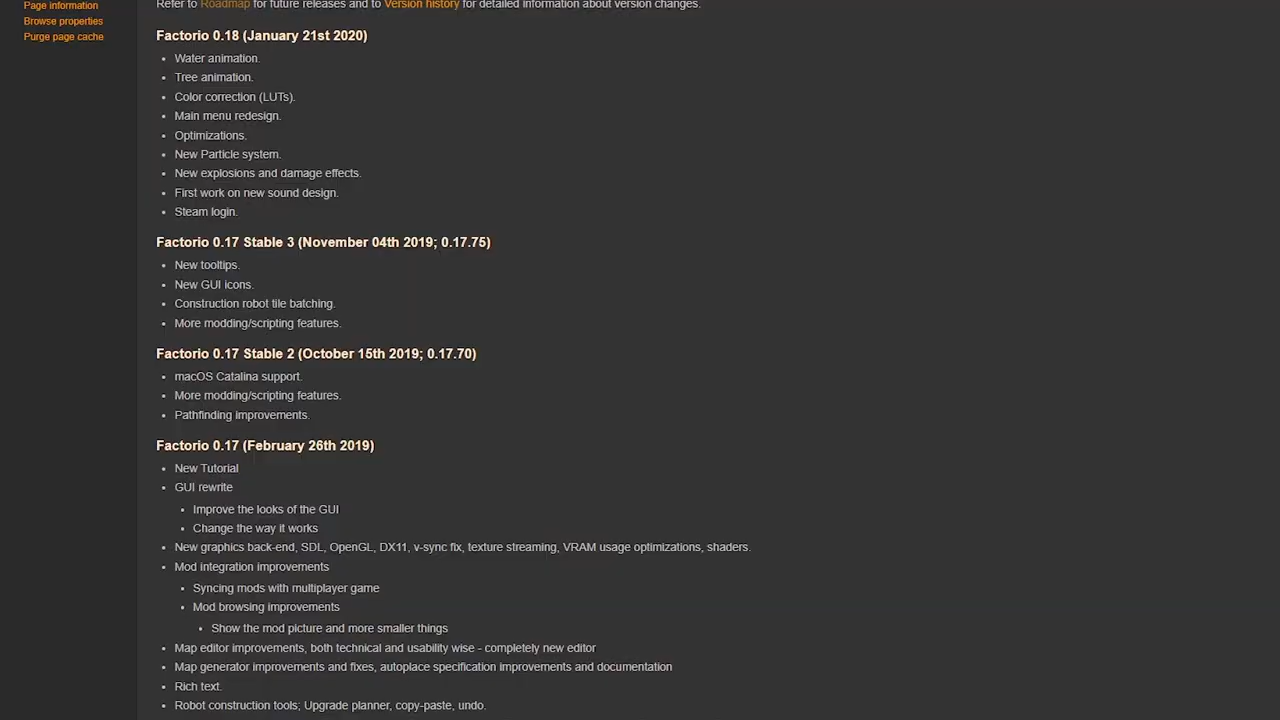 Page information
Browse properties
Purge page cache
Refer to Roadmap for future releases and to Version history for detailed information about version changes.
Factorio 0.18 (January 21st 2020)
Water animation.
Tree animation.
Color correction (LUTs).
Main menu redesign.
Optimizations.
New Particle system.
New explosions and damage effects.
First work on new sound design.
Steam login.
Factorio 0.17 Stable 3 (November 04th 2019; 0.17.75)
New tooltips.
New GUI icons.
Construction robot tile batching.
More modding/scripting features.
Factorio 0.17 Stable 2 (October 15th 2019; 0.17.70)
macOS Catalina support.
More modding/scripting features.
Pathfinding improvements.
Factorio 0.17 (February 26th 2019)
New Tutorial
GUI rewrite
Improve the looks of the GUI
Change the way it works
New graphics back-end, SDL, OpenGL, DX11, v-sync fix, texture streaming, VRAM usage optimizations, shaders.
Mod integration improvements
Syncing mods with multiplayer game
Mod browsing improvements
Show the mod picture and more smaller things
Map editor improvements, both technical and usability wise - completely new editor
Map generator improvements and fixes, autoplace specification improvements and documentation
Rich text.
Robot construction tools; Upgrade planner, copy-paste, undo.